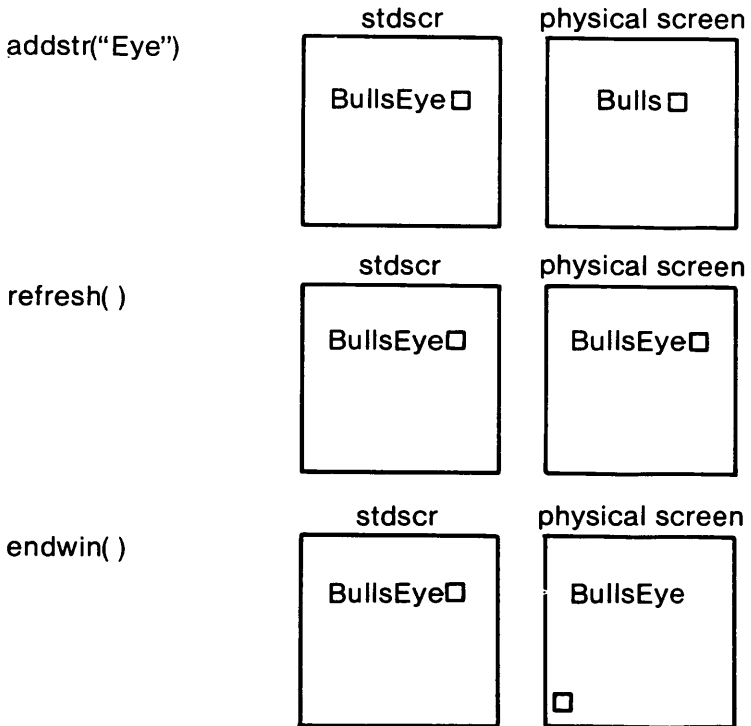 stdscr physical screen
addstr(“Eye”)
BullsEye Bulls
stdscr physical screen
refresh( )
BullsEye BullsEye
stdscr physical screen
endwin( )
BullsEye BullsEye